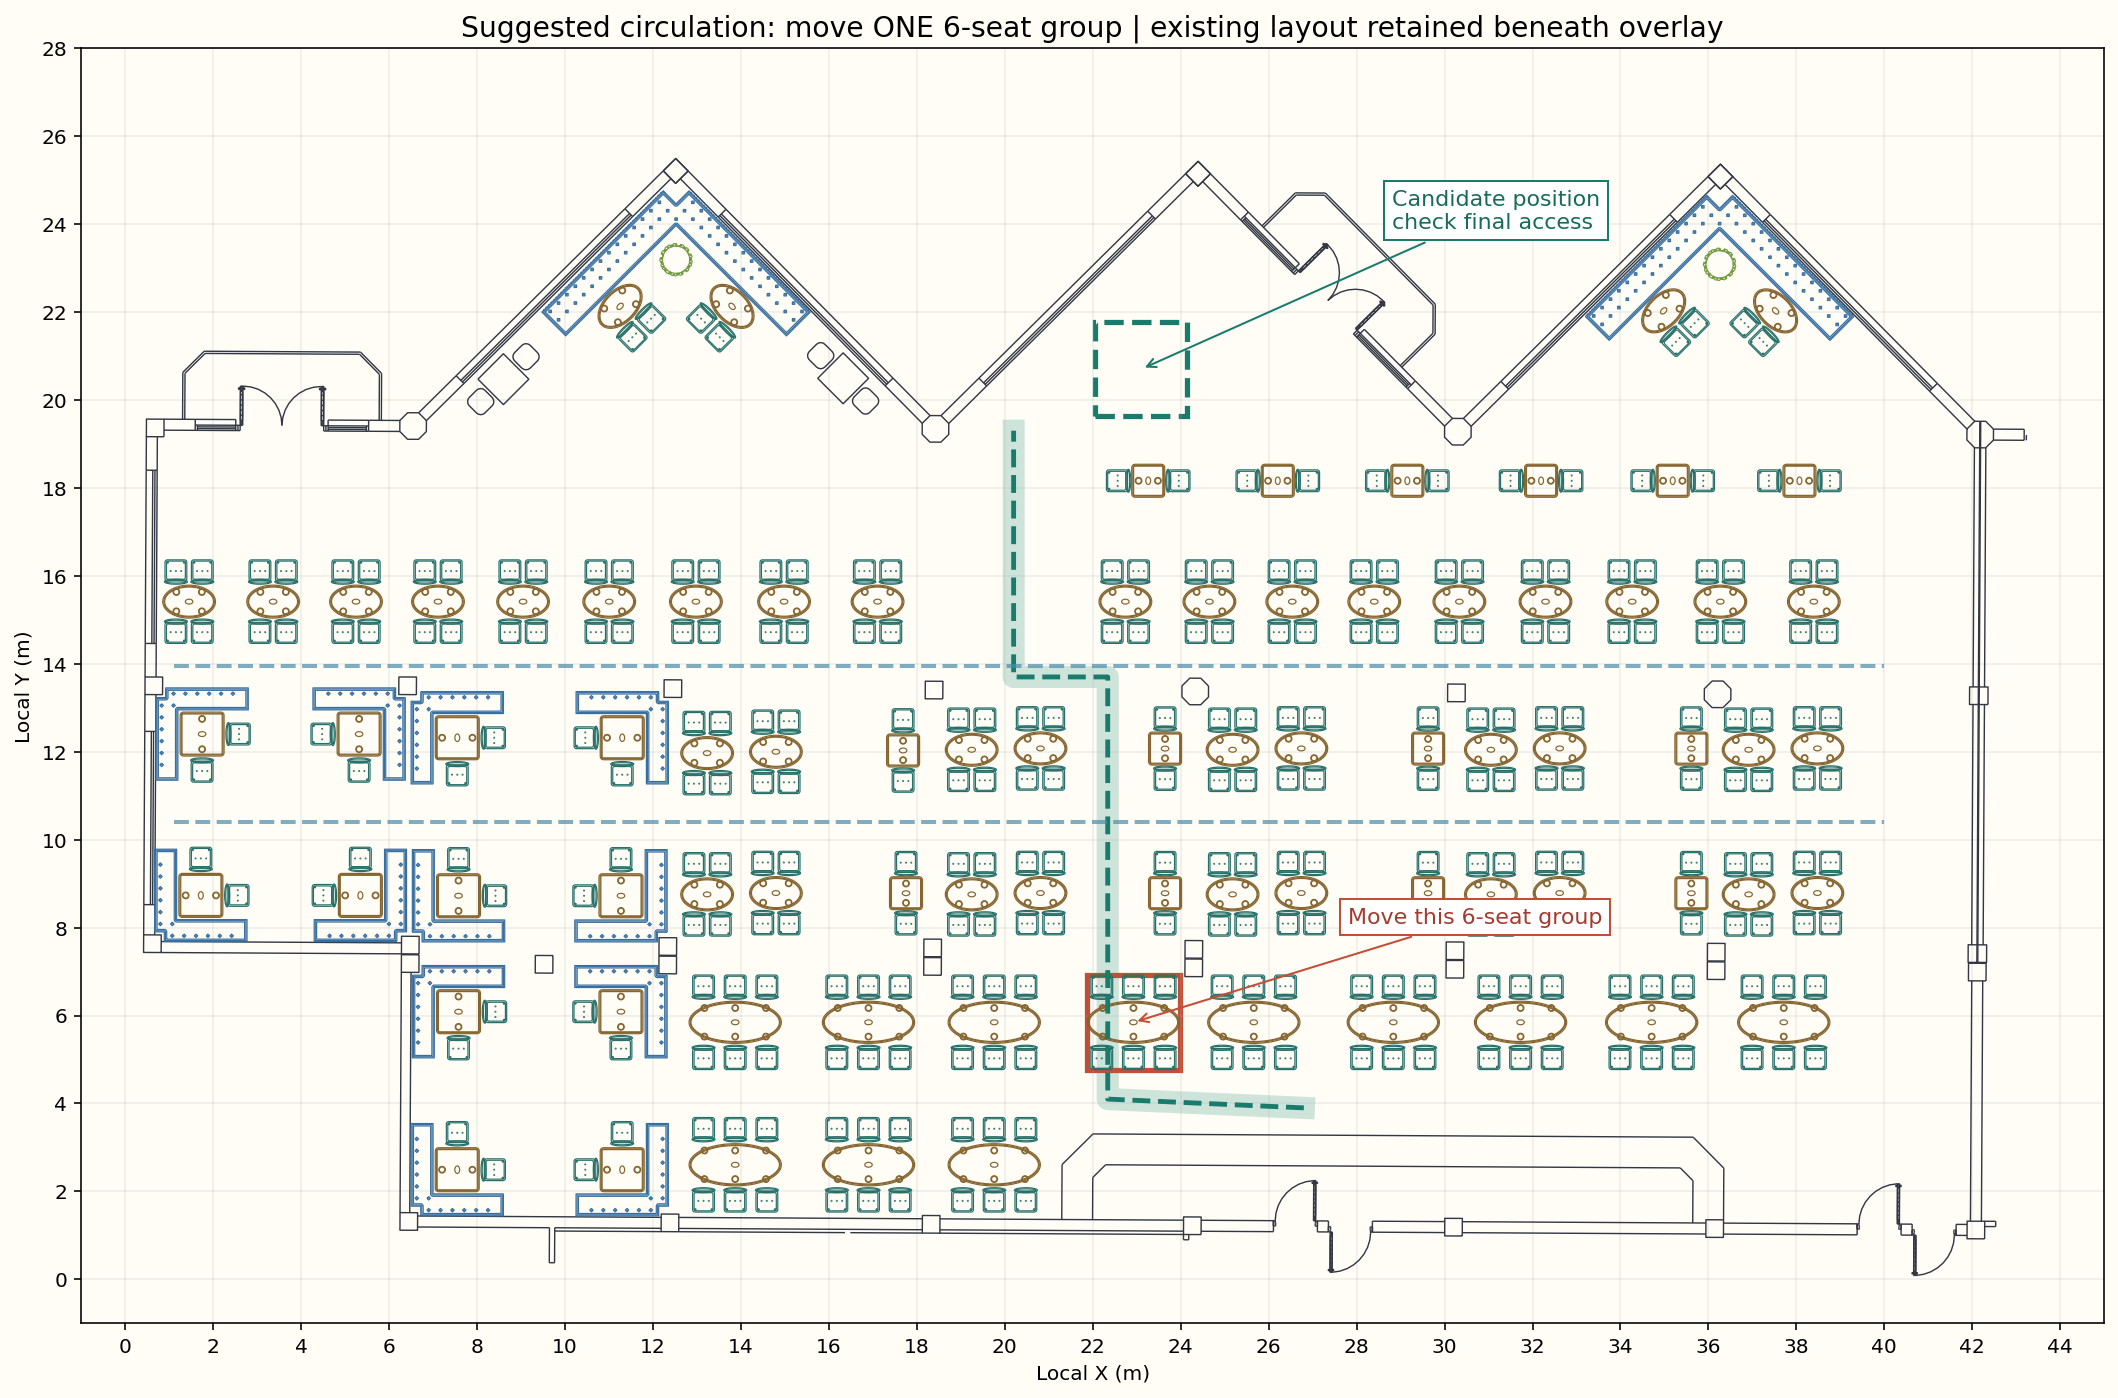 Suggested circulation: move ONE 6-seat group | existing layout retained beneath overlay
28
26
24
22
20
18
16
14
12
10
8
6
4
2
0
Local Y (m)
Candidate position
check final access
Move this 6-seat group
0 2 4 6 8 10 12 14 16 18 20 22 24 26 28 30 32 34 36 38 40 42 44
Local X (m)